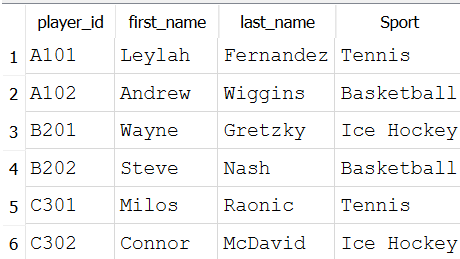 player_id first_name last_name Sport
1 A101 Leylah Fernandez Tennis
2 A102 Andrew Wiggins Basketball
3 B201 Wayne Gretzky Ice Hockey
4 B202 Steve Nash Basketball
5 C301 Milos Raonic Tennis
6 C302 Connor McDavid Ice Hockey